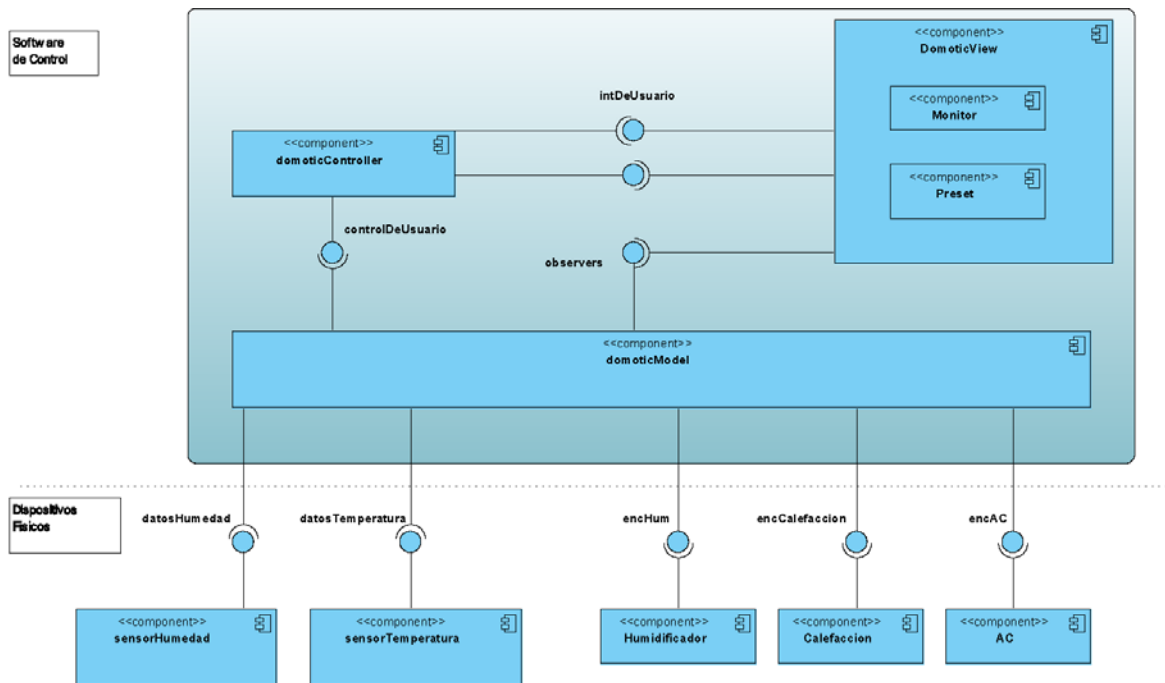 Software
de Control
<<component>>
DomoticView
<<component>>
Monitor
<<component>>
Preset
intDeUsuario
<<component>>
domoticController
controlDeUsuario
observers
<<component>>
domoticModel
Dispositivos
Fisicos
datosHumedad
datosTemperatura
encHum
encCalefaccion
encAC
<<component>>
sensorHumedad
<<component>>
sensorTemperatura
<<component>>
Humidificador
<<component>>
Calefaccion
<<component>>
AC